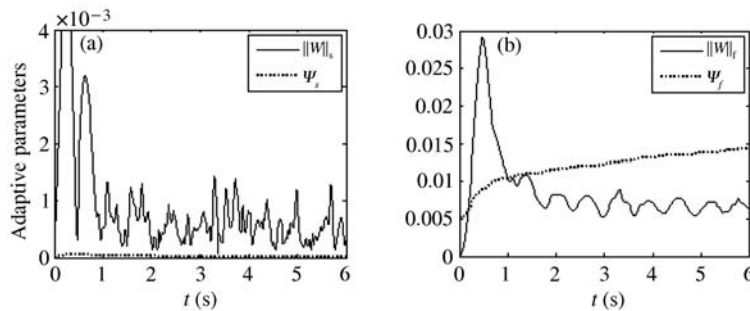 ×10⁻³
4
(a)
||W||s
Ψs
3
2
1
0
Adaptive parameters
0 1 2 3 4 5 6
t (s)
0.03
(b)
||W||f
Ψf
0.025
0.02
0.015
0.01
0.005
0
0 1 2 3 4 5 6
t (s)